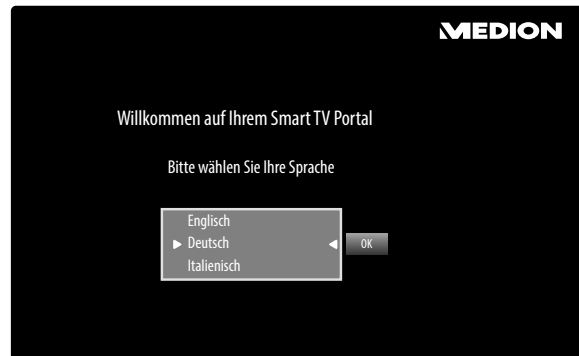 MEDION
Willkommen auf Ihrem Smart TV Portal
Bitte wählen Sie Ihre Sprache
Englisch
Deutsch OK
Italienisch